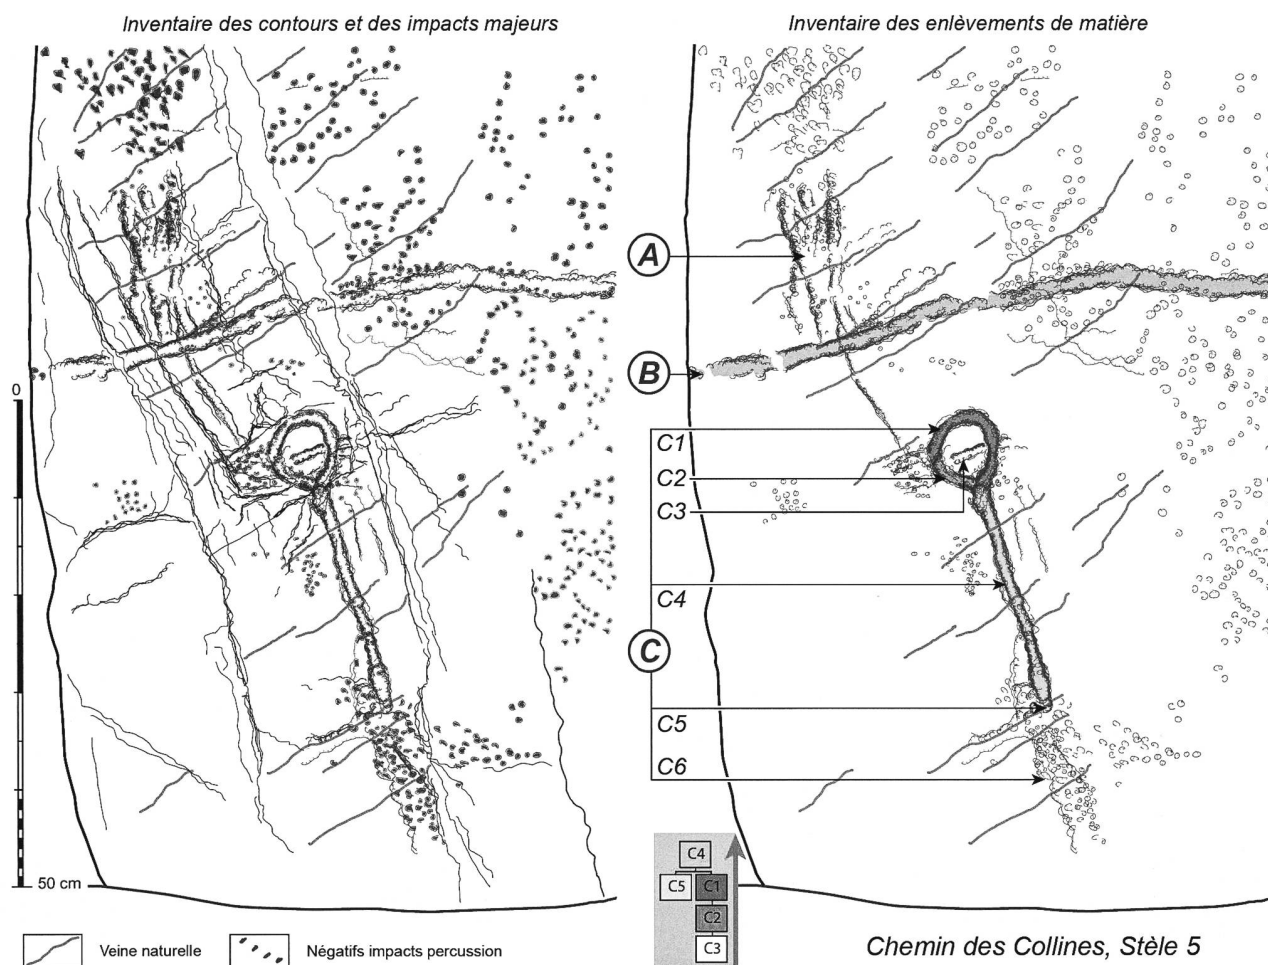 Inventaire des contours et des impacts majeurs
Inventaire des enlèvements de matière
A
B
0
C1
C2
C3
C4
C
C5
C6
50 cm
C4
C5 C1
C2
C3
Veine naturelle
Négatifs impacts percussion
Chemin des Collines, Stèle 5